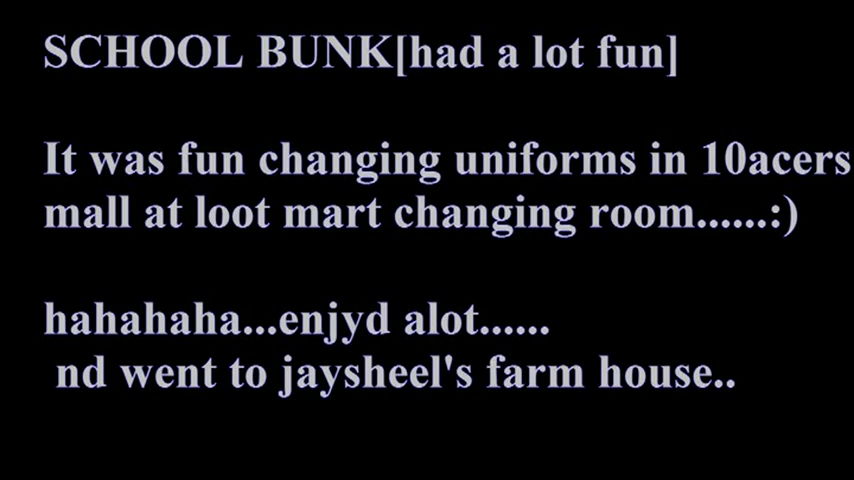 SCHOOL BUNK[had a lot fun]
It was fun changing uniforms in 10acers
mall at loot mart changing room......:)
hahahaha...enjyd alot......
nd went to jaysheel's farm house..